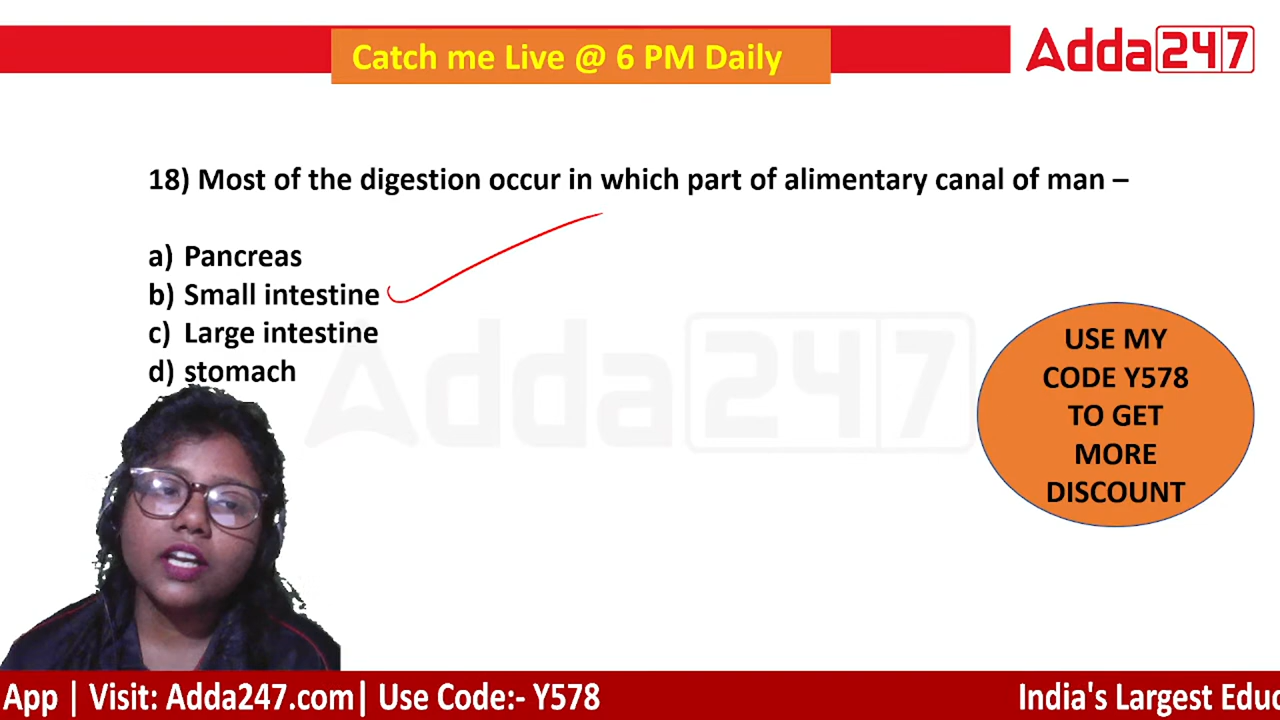 Catch me Live @ 6 PM Daily
Adda247
18) Most of the digestion occur in which part of alimentary canal of man –
a) Pancreas
b) Small intestine
c) Large intestine
d) stomach
Adda247
USE MY
CODE Y578
TO GET
MORE
DISCOUNT
App | Visit: Adda247.com| Use Code:- Y578
India's Largest Educ